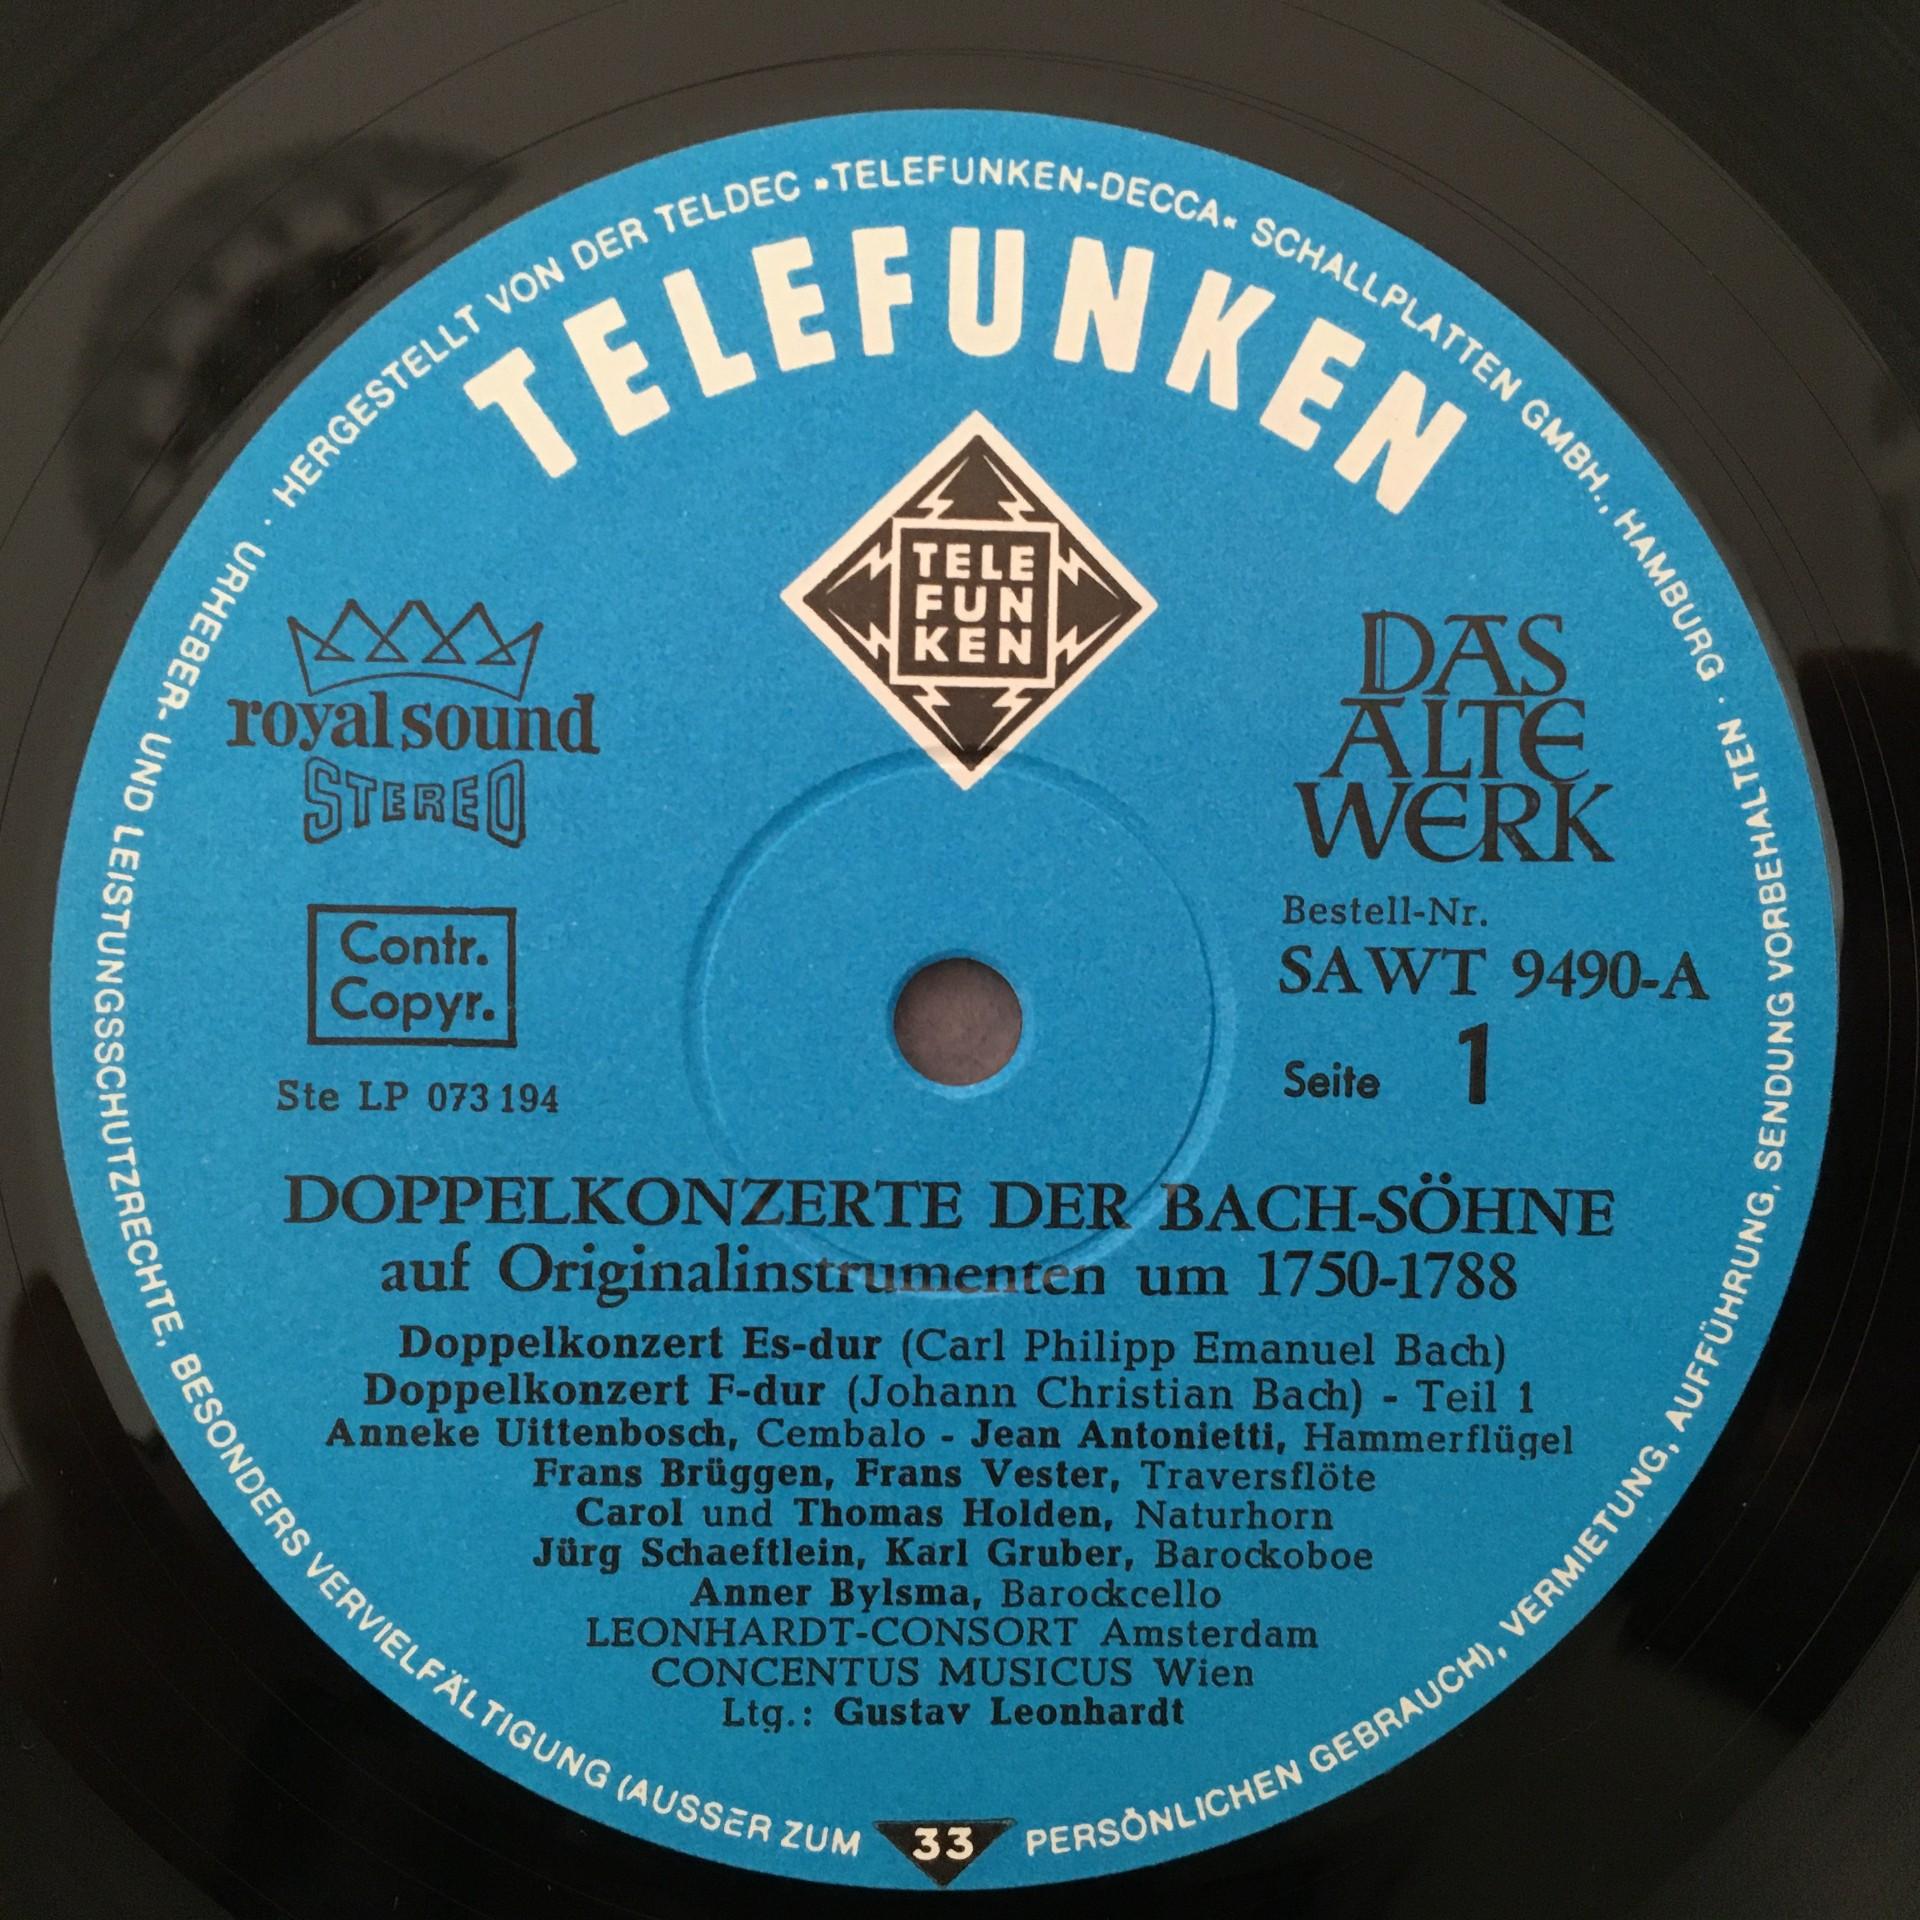 HERGESTELLT VON DER TELDEC »TELEFUNKEN-DECCA« SCHALLPLATTEN GMBH., HAMBURG · URHEBER- UND LEISTUNGSSCHUTZRECHTE, BESONDERS VERVIELFÄLTIGUNG (AUSSER ZUM PERSÖNLICHEN GEBRAUCH), VERMIETUNG, AUFFÜHRUNG, SENDUNG VORBEHALTEN ·
TELEFUNKEN
TELE
FUN
KEN
royal sound
STEREO
DAS
ALTE
WERK
Contr.
Copyr.
Ste LP 073 194
Bestell-Nr.
SAWT 9490-A
Seite 1
DOPPELKONZERTE DER BACH-SÖHNE
auf Originalinstrumenten um 1750-1788
Doppelkonzert Es-dur (Carl Philipp Emanuel Bach)
Doppelkonzert F-dur (Johann Christian Bach) - Teil 1
Anneke Uittenbosch, Cembalo - Jean Antonietti, Hammerflügel
Frans Brüggen, Frans Vester, Traversflöte
Carol und Thomas Holden, Naturhorn
Jürg Schaeftlein, Karl Gruber, Barockoboe
Anner Bylsma, Barockcello
LEONHARDT-CONSORT Amsterdam
CONCENTUS MUSICUS Wien
Ltg.: Gustav Leonhardt
33